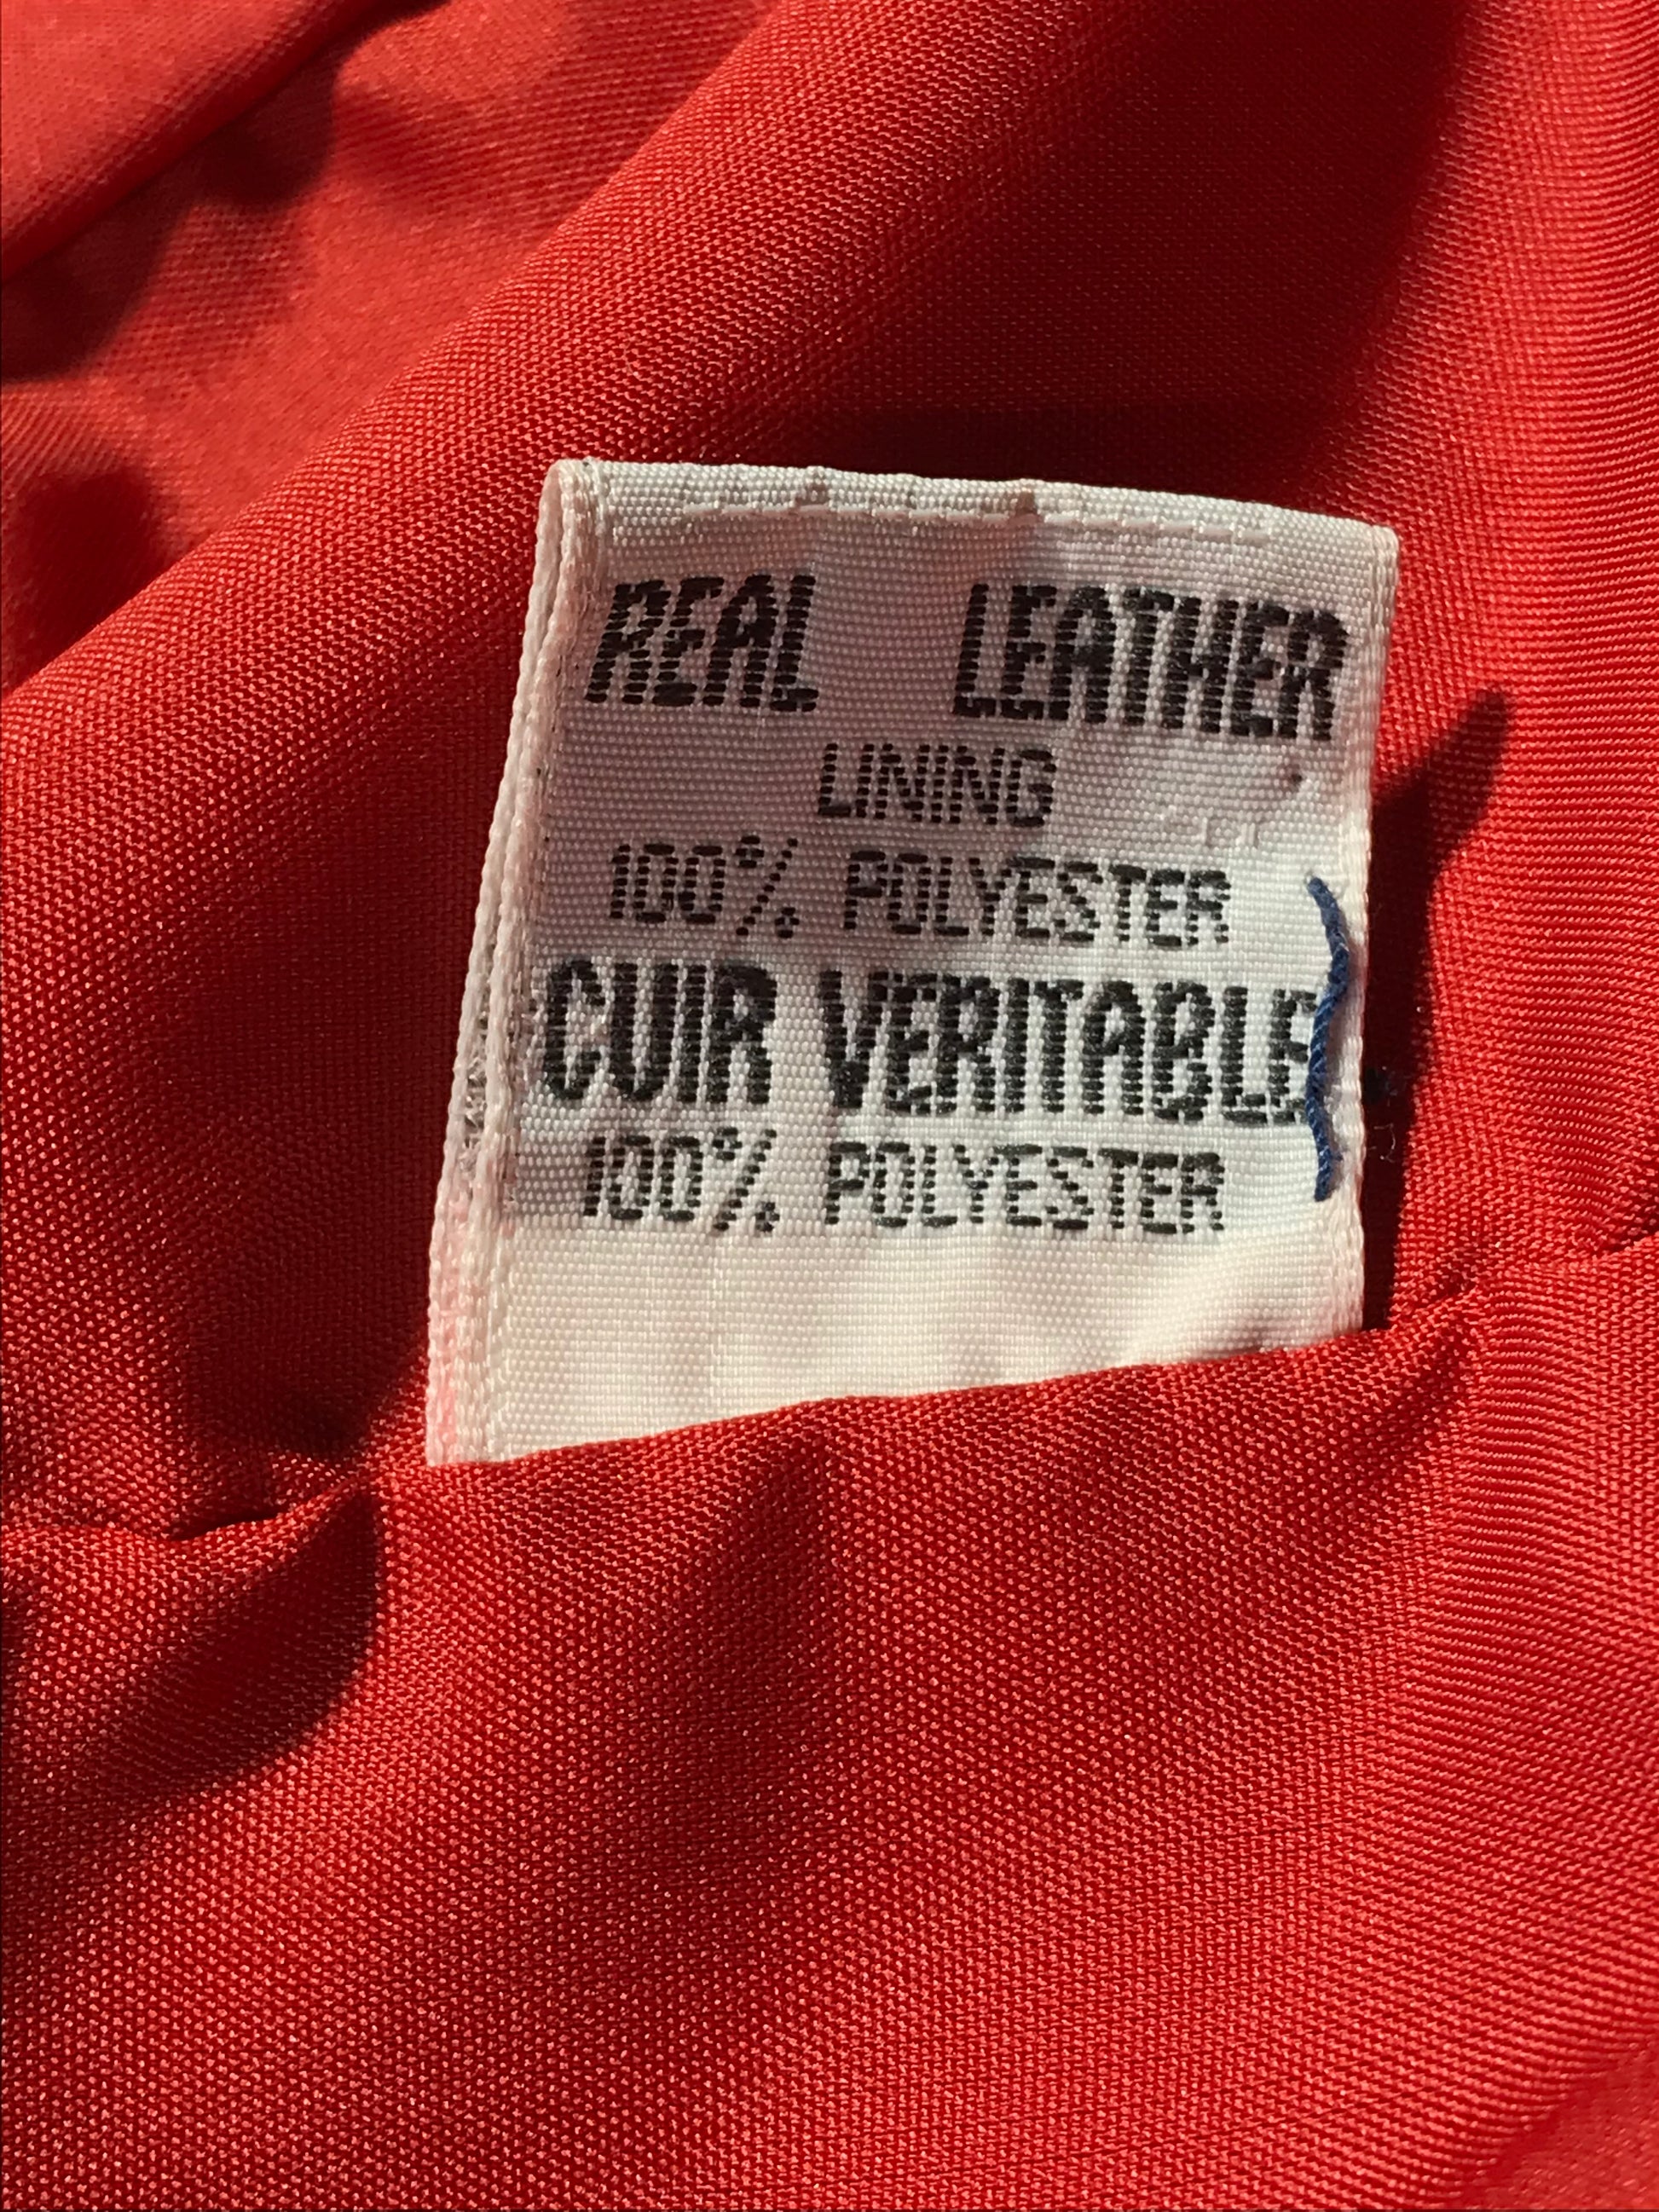 REAL LEATHER
LINING
100% POLYESTER
CUIR VERITABLE
100% POLYESTER